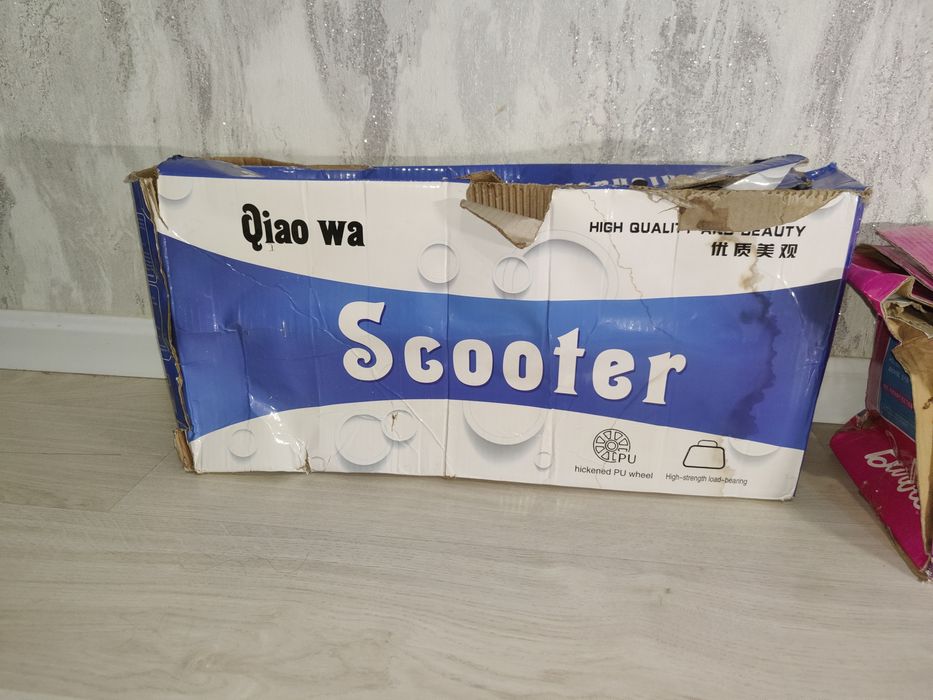 Qiao wa
HIGH QUALITY AND BEAUTY
优质美观
Scooter
PU
hickened PU wheel
High-strength load-bearing